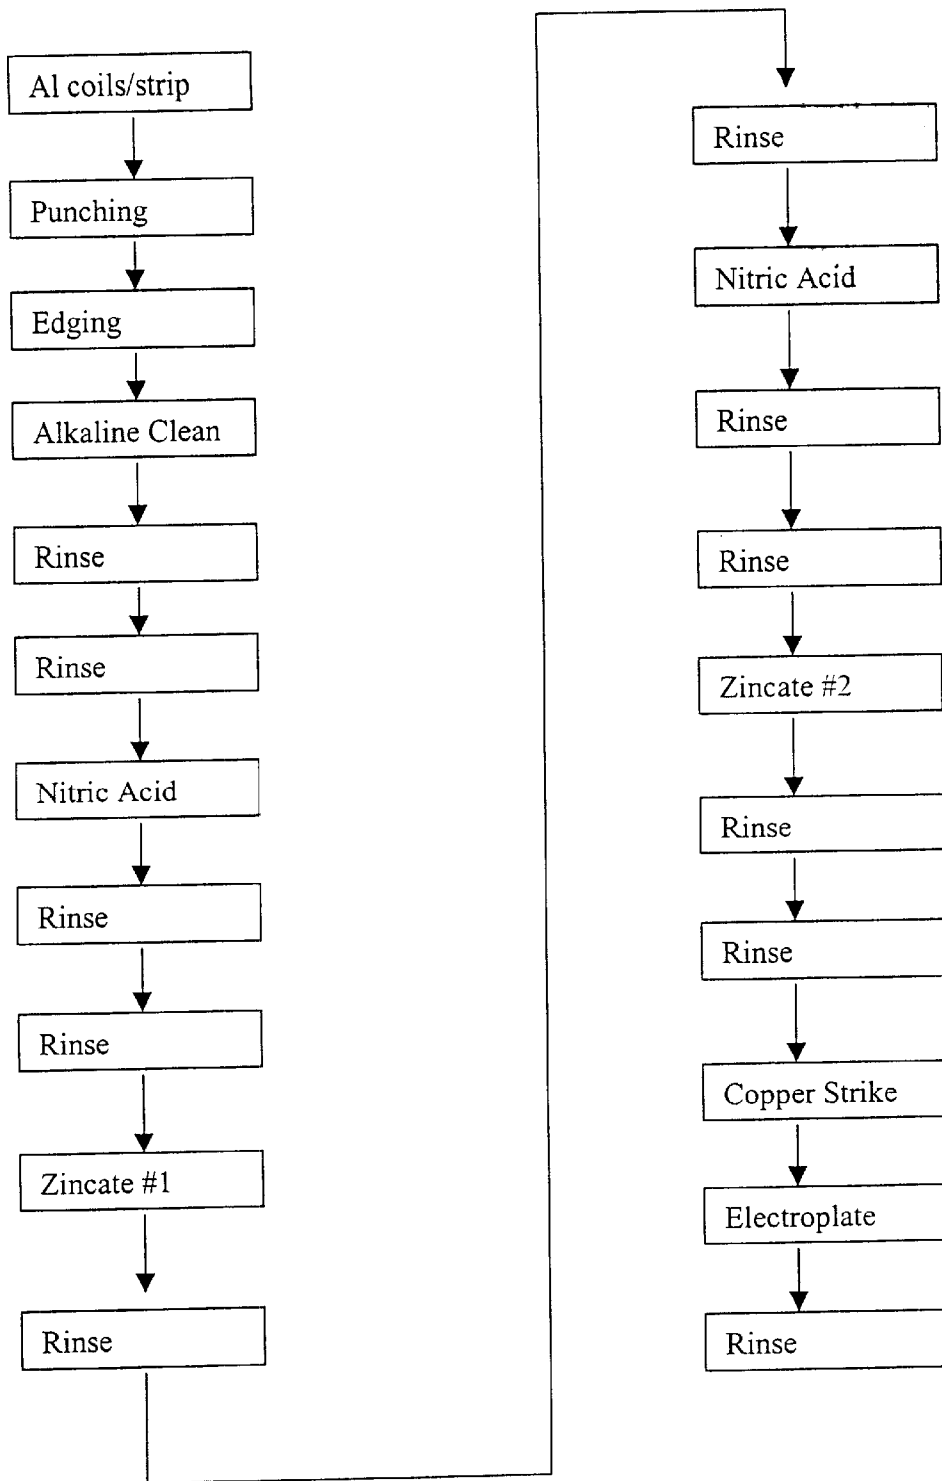 Al coils/strip
Punching
Edging
Alkaline Clean
Rinse
Rinse
Nitric Acid
Rinse
Rinse
Zincate #1
Rinse
Rinse
Nitric Acid
Rinse
Rinse
Zincate #2
Rinse
Rinse
Copper Strike
Electroplate
Rinse